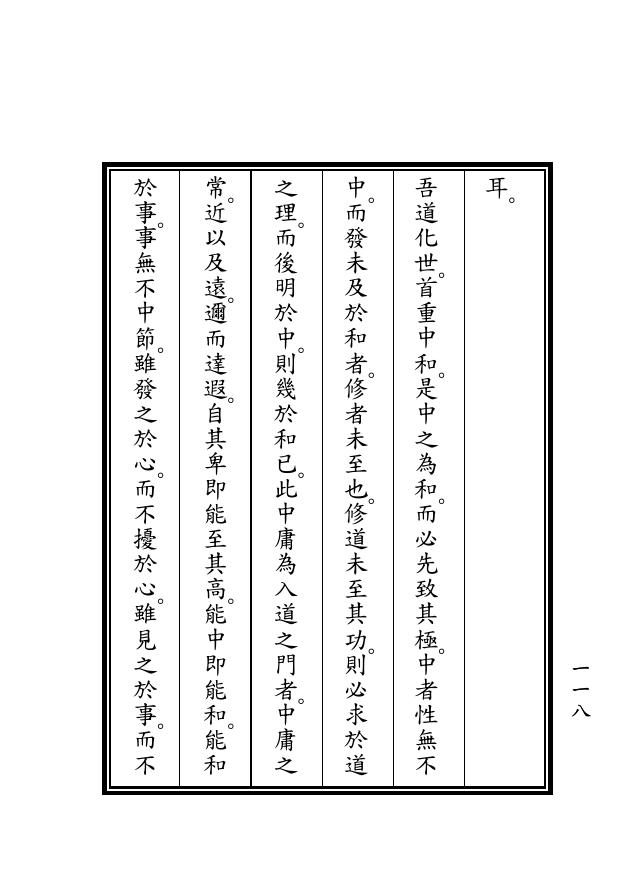 耳。
吾道化世。首重中和。是中之為和。而必先致其極。中者性無不
中。而發未及於和者。修者未至也。修道未至其功。則必求於道
之理。而後明於中。則幾於和已。此中庸為入道之門者。中庸之
常。近以及遠。邇而達遐。自其卑即能至其高。能中即能和。能和
於事。事無不中節。雖發之於心。而不擾於心。雖見之於事。而不
一一八